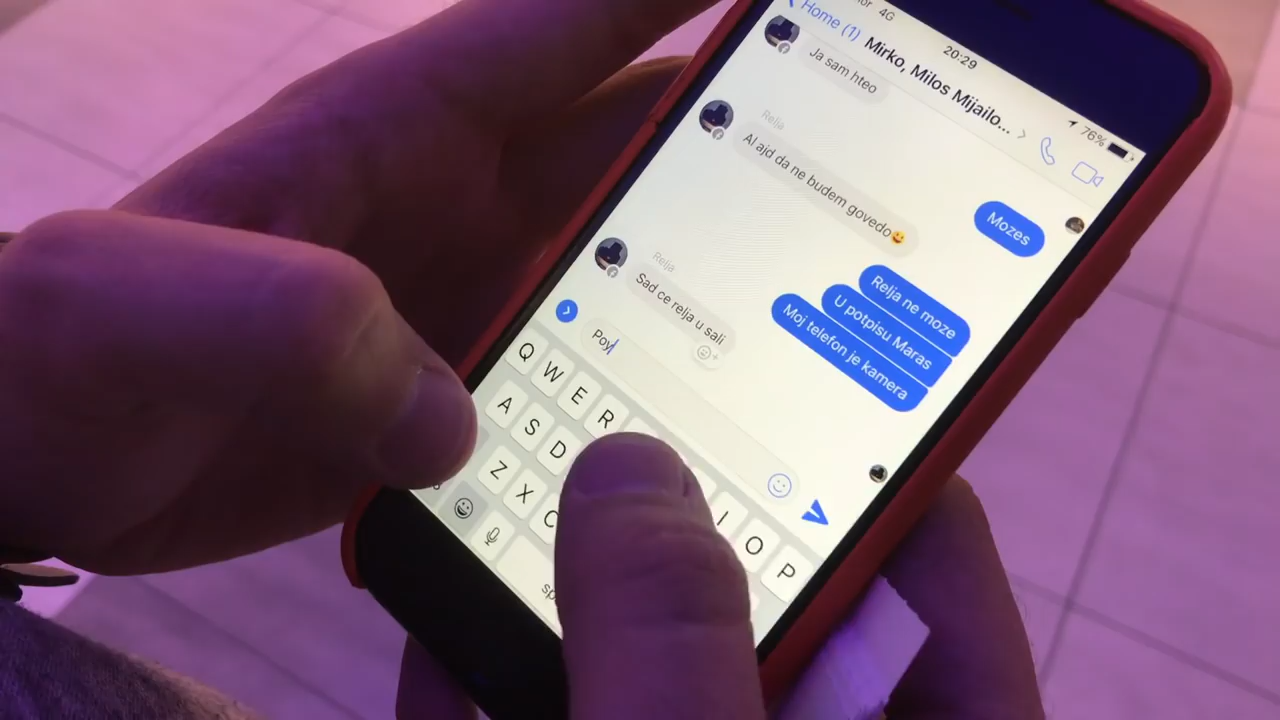 4G
20:29
76%
Home (1)
Mirko, Milos Mijailo...
Ja sam hteo
Mozes
Relja
Al ajd da ne budem govedo😀
Relja ne moze
U potpisu Maras
Moj telefon je kamera
Relja
Sad ce relja u sali
Poy
Q W E R I O P
A S D
Z X C